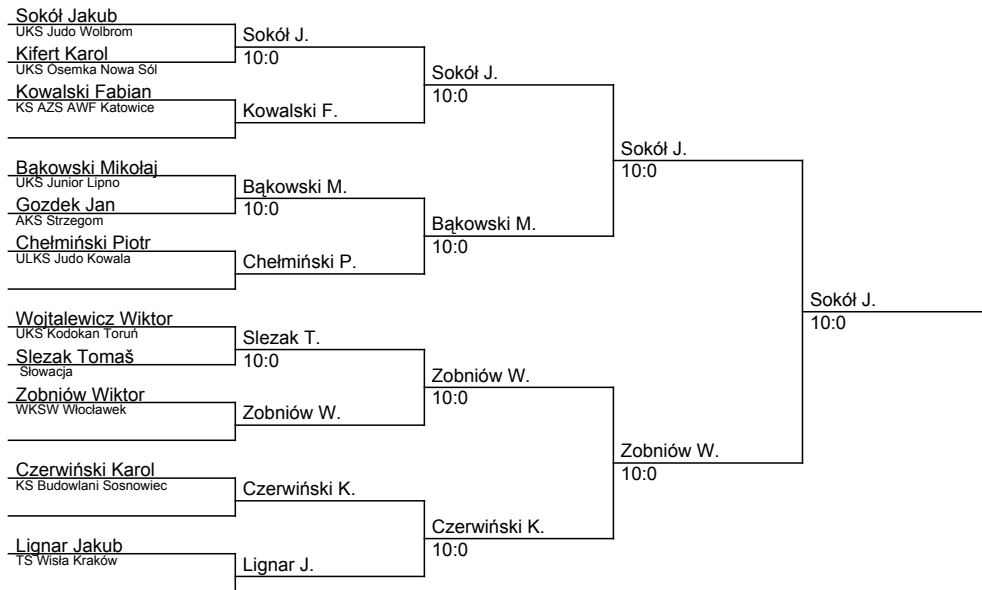 Sokół Jakub
UKS Judo Wolbrom
Kifert Karol
UKS Ósemka Nowa Sól
Kowalski Fabian
KS AZS AWF Katowice
Bąkowski Mikołaj
UKS Junior Lipno
Gozdek Jan
AKS Strzegom
Chełmiński Piotr
ULKS Judo Kowala
Wojtalewicz Wiktor
UKS Kodokan Toruń
Slezak Tomaš
Słowacja
Zobniów Wiktor
WKSW Włocławek
Czerwiński Karol
KS Budowlani Sosnowiec
Lignar Jakub
TS Wisła Kraków
Sokół J.
10:0
Kowalski F.
Bąkowski M.
10:0
Chełmiński P.
Slezak T.
10:0
Zobniów W.
Czerwiński K.
Lignar J.
Sokół J.
10:0
Bąkowski M.
10:0
Zobniów W.
10:0
Czerwiński K.
10:0
Sokół J.
10:0
Zobniów W.
10:0
Sokół J.
10:0